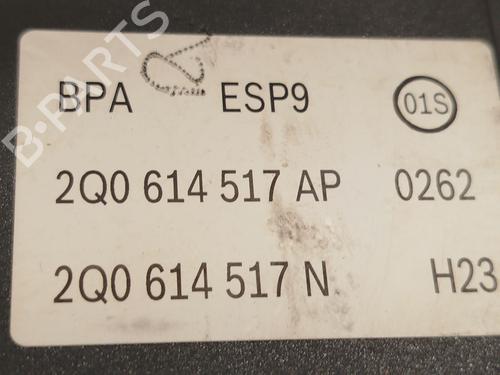 BPA ESP9 01S
2Q0 614 517 AP 0262
2Q0 614 517 N H23
B-PARTS